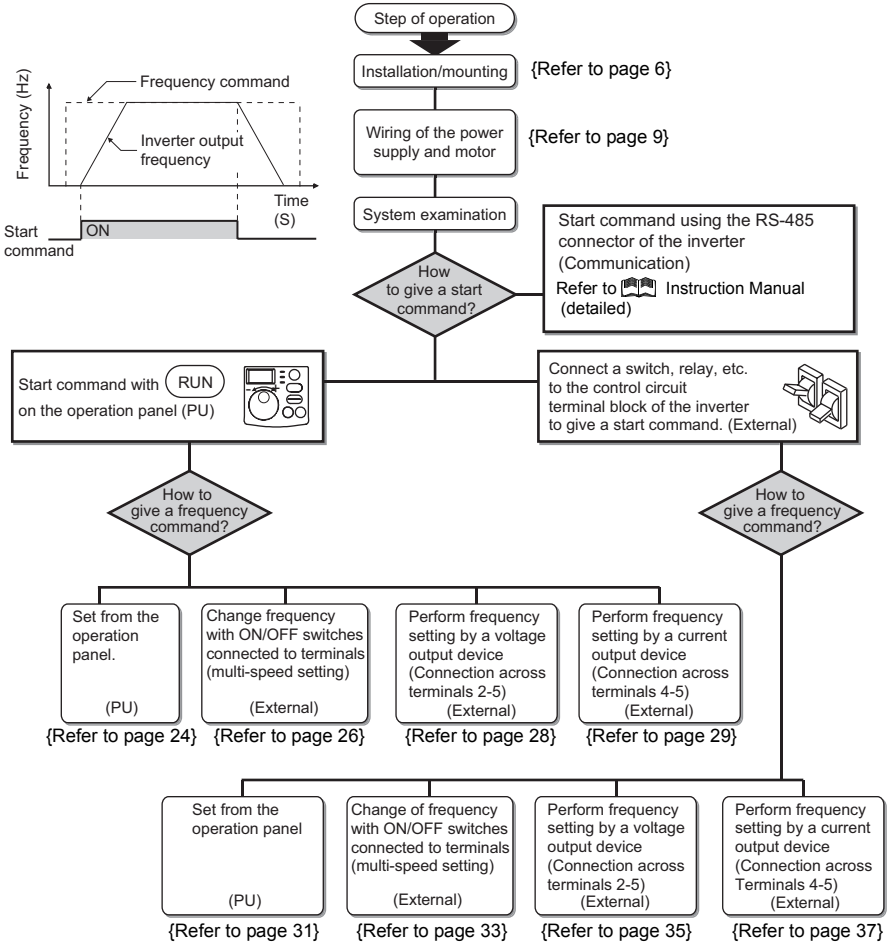 Step of operation
Installation/mounting
{Refer to page 6}
Frequency (Hz)
Frequency command
Inverter output
frequency
Time
(S)
Start
command
ON
Wiring of the power
supply and motor
{Refer to page 9}
System examination
How
to give a start
command?
Start command using the RS-485
connector of the inverter
(Communication)
Refer to Instruction Manual
(detailed)
Start command with RUN
on the operation panel (PU)
Connect a switch, relay, etc.
to the control circuit
terminal block of the inverter
to give a start command. (External)
How to
give a frequency
command?
How to
give a frequency
command?
Set from the
operation
panel.
(PU)
{Refer to page 24}
Change frequency
with ON/OFF switches
connected to terminals
(multi-speed setting)
(External)
{Refer to page 26}
Perform frequency
setting by a voltage
output device
(Connection across
terminals 2-5)
(External)
{Refer to page 28}
Perform frequency
setting by a current
output device
(Connection across
terminals 4-5)
(External)
{Refer to page 29}
Set from the
operation panel
(PU)
{Refer to page 31}
Change of frequency
with ON/OFF switches
connected to terminals
(multi-speed setting)
(External)
{Refer to page 33}
Perform frequency
setting by a voltage
output device
(Connection across
terminals 2-5)
(External)
{Refer to page 35}
Perform frequency
setting by a current
output device
(Connection across
Terminals 4-5)
(External)
{Refer to page 37}